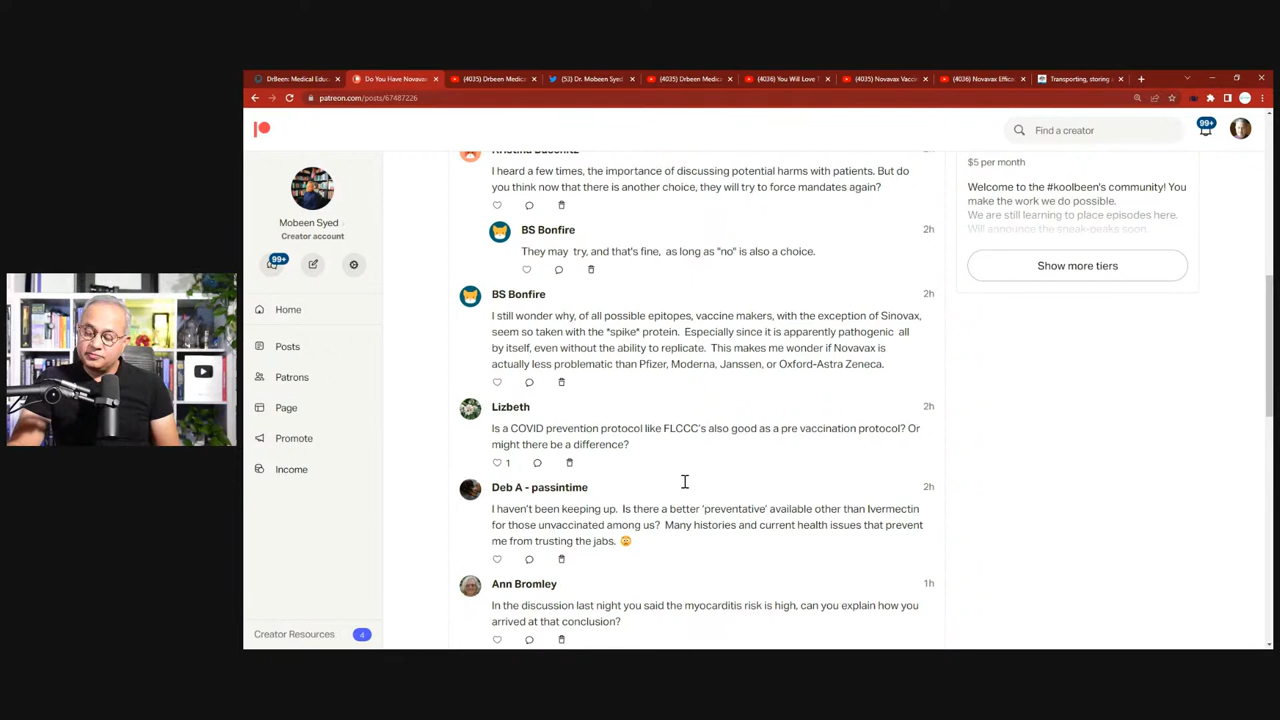 DrBeen: Medical Educ
Do You Have Novavax
(4035) Drbeen Medica
(53) Dr. Mobeen Syed
(4035) Drbeen Medica
(4036) You Will Love
(4035) Novavax Vaccin
(4036) Novavax Efficac
Transporting, storing
patreon.com/posts/67487226
Find a creator
99+
Mobeen Syed
Creator account
99+
Home
Posts
Patrons
Page
Promote
Income
Creator Resources
4
2h
I heard a few times, the importance of discussing potential harms with patients. But do
you think now that there is another choice, they will try to force mandates again?
BS Bonfire
2h
They may try, and that's fine, as long as "no" is also a choice.
BS Bonfire
2h
I still wonder why, of all possible epitopes, vaccine makers, with the exception of Sinovax,
seem so taken with the *spike* protein. Especially since it is apparently pathogenic all
by itself, even without the ability to replicate. This makes me wonder if Novavax is
actually less problematic than Pfizer, Moderna, Janssen, or Oxford-Astra Zeneca.
Lizbeth
2h
Is a COVID prevention protocol like FLCCC's also good as a pre vaccination protocol? Or
might there be a difference?
1
Deb A - passintime
2h
I haven't been keeping up. Is there a better 'preventative' available other than Ivermectin
for those unvaccinated among us? Many histories and current health issues that prevent
me from trusting the jabs. 😩
Ann Bromley
1h
In the discussion last night you said the myocarditis risk is high, can you explain how you
arrived at that conclusion?
$5 per month
Welcome to the #koolbeen's community! You
make the work we do possible.
We are still learning to place episodes here.
Will announce the sneak-peaks soon.
Show more tiers